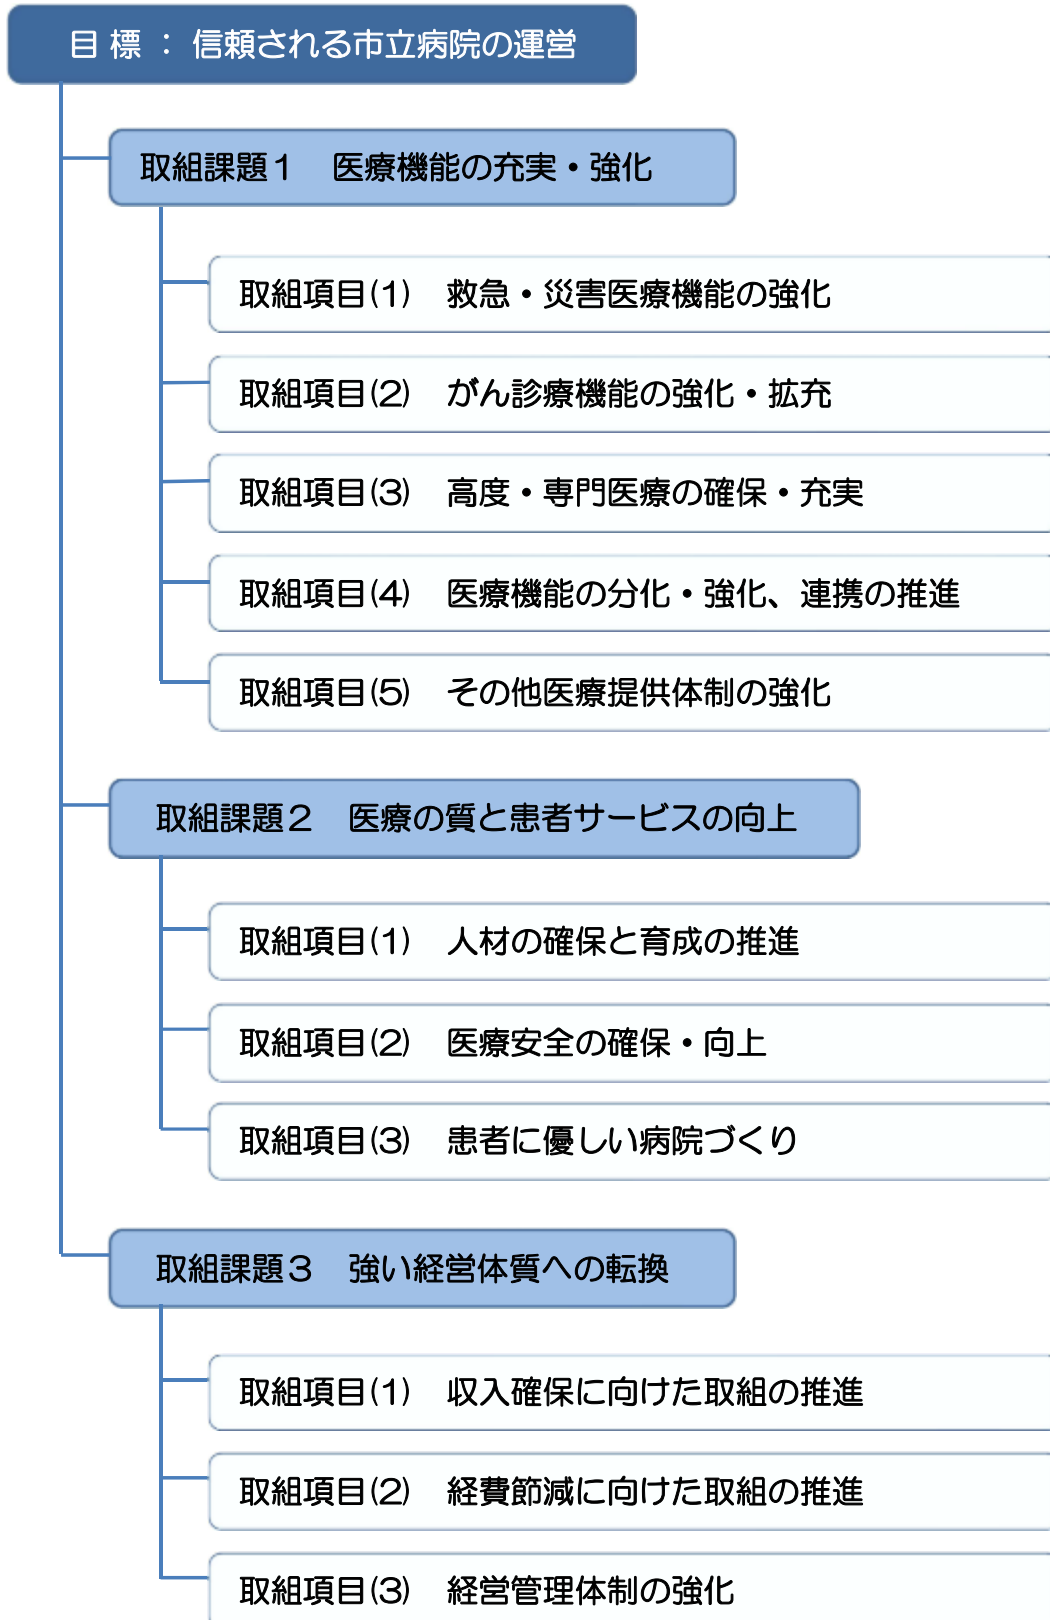 目 標 ： 信頼される市立病院の運営
取組課題１　医療機能の充実・強化
取組項目(1)　救急・災害医療機能の強化
取組項目(2)　がん診療機能の強化・拡充
取組項目(3)　高度・専門医療の確保・充実
取組項目(4)　医療機能の分化・強化、連携の推進
取組項目(5)　その他医療提供体制の強化
取組課題２　医療の質と患者サービスの向上
取組項目(1)　人材の確保と育成の推進
取組項目(2)　医療安全の確保・向上
取組項目(3)　患者に優しい病院づくり
取組課題３　強い経営体質への転換
取組項目(1)　収入確保に向けた取組の推進
取組項目(2)　経費節減に向けた取組の推進
取組項目(3)　経営管理体制の強化